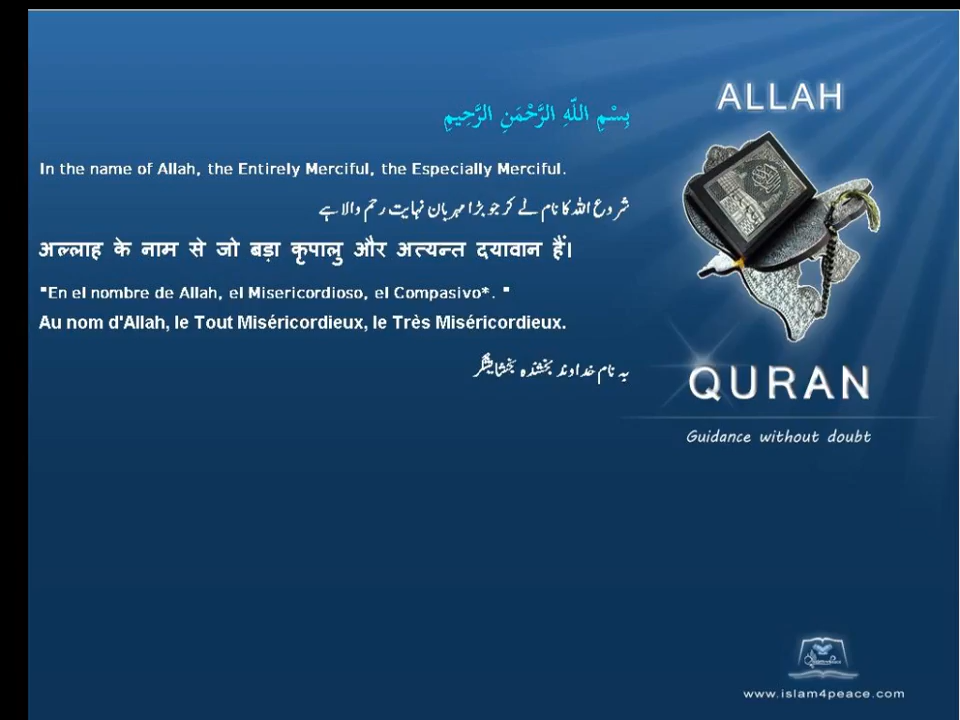 بِسْمِ اللَّهِ الرَّحْمَنِ الرَّحِيمِ
In the name of Allah, the Entirely Merciful, the Especially Merciful.
شروع اللہ کا نام لے کر جو بڑا مہربان نہایت رحم والا ہے
अल्लाह के नाम से जो बड़ा कृपालु और अत्यन्त दयावान हैं।
"En el nombre de Allah, el Misericordioso, el Compasivo*. "
Au nom d'Allah, le Tout Miséricordieux, le Très Miséricordieux.
به نام خداوند بخشنده بخشایشگر
ALLAH
QURAN
Guidance without doubt
www.islam4peace.com